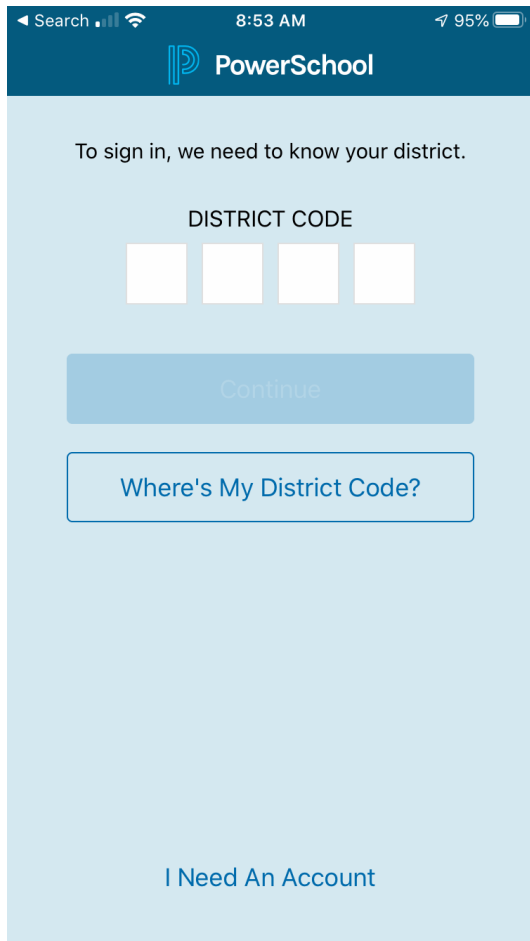 Search
8:53 AM
95%
PowerSchool
To sign in, we need to know your district.
DISTRICT CODE
Continue
Where's My District Code?
I Need An Account